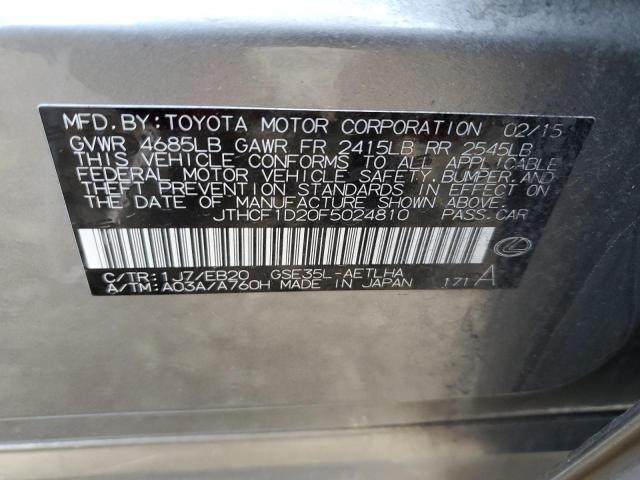 MFD. BY: TOYOTA MOTOR CORPORATION 02/15
GVWR 4685LB GAWR FR 2415LB RR 2545LB
THIS VEHICLE CONFORMS TO ALL APPLICABLE
FEDERAL MOTOR VEHICLE SAFETY, BUMPER, AND
THEFT PREVENTION STANDARDS IN EFFECT ON
THE DATE OF MANUFACTURE SHOWN ABOVE.
JTHCF1D20F5024810 PASS. CAR
C/TR: 1J7/EB20 GSE35L-AETLHA
A/TM: A03A/A760H MADE IN JAPAN 171 A